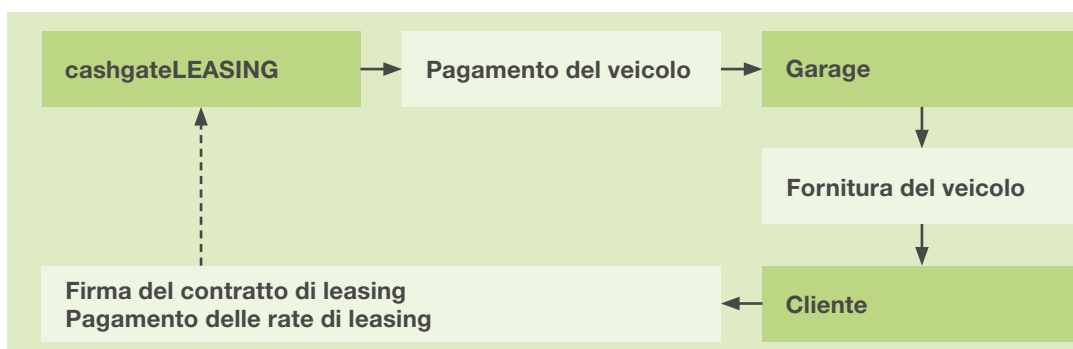 cashgateLEASING
Pagamento del veicolo
Garage
Fornitura del veicolo
Firma del contratto di leasing
Pagamento delle rate di leasing
Cliente